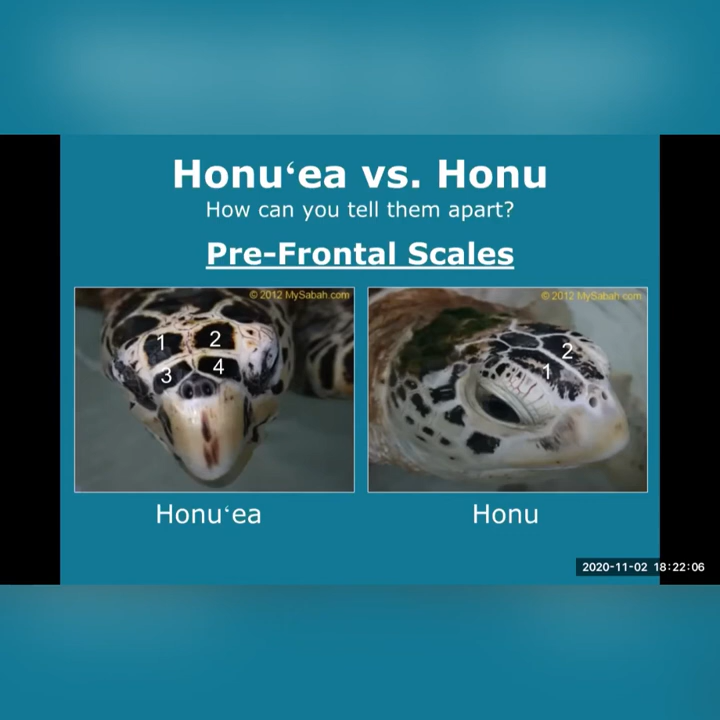 Honuʻea vs. Honu
How can you tell them apart?
Pre-Frontal Scales
© 2012 MySabah.com
1 2
3 4
© 2012 MySabah.com
2
1
Honuʻea
Honu
2020-11-02 18:22:06